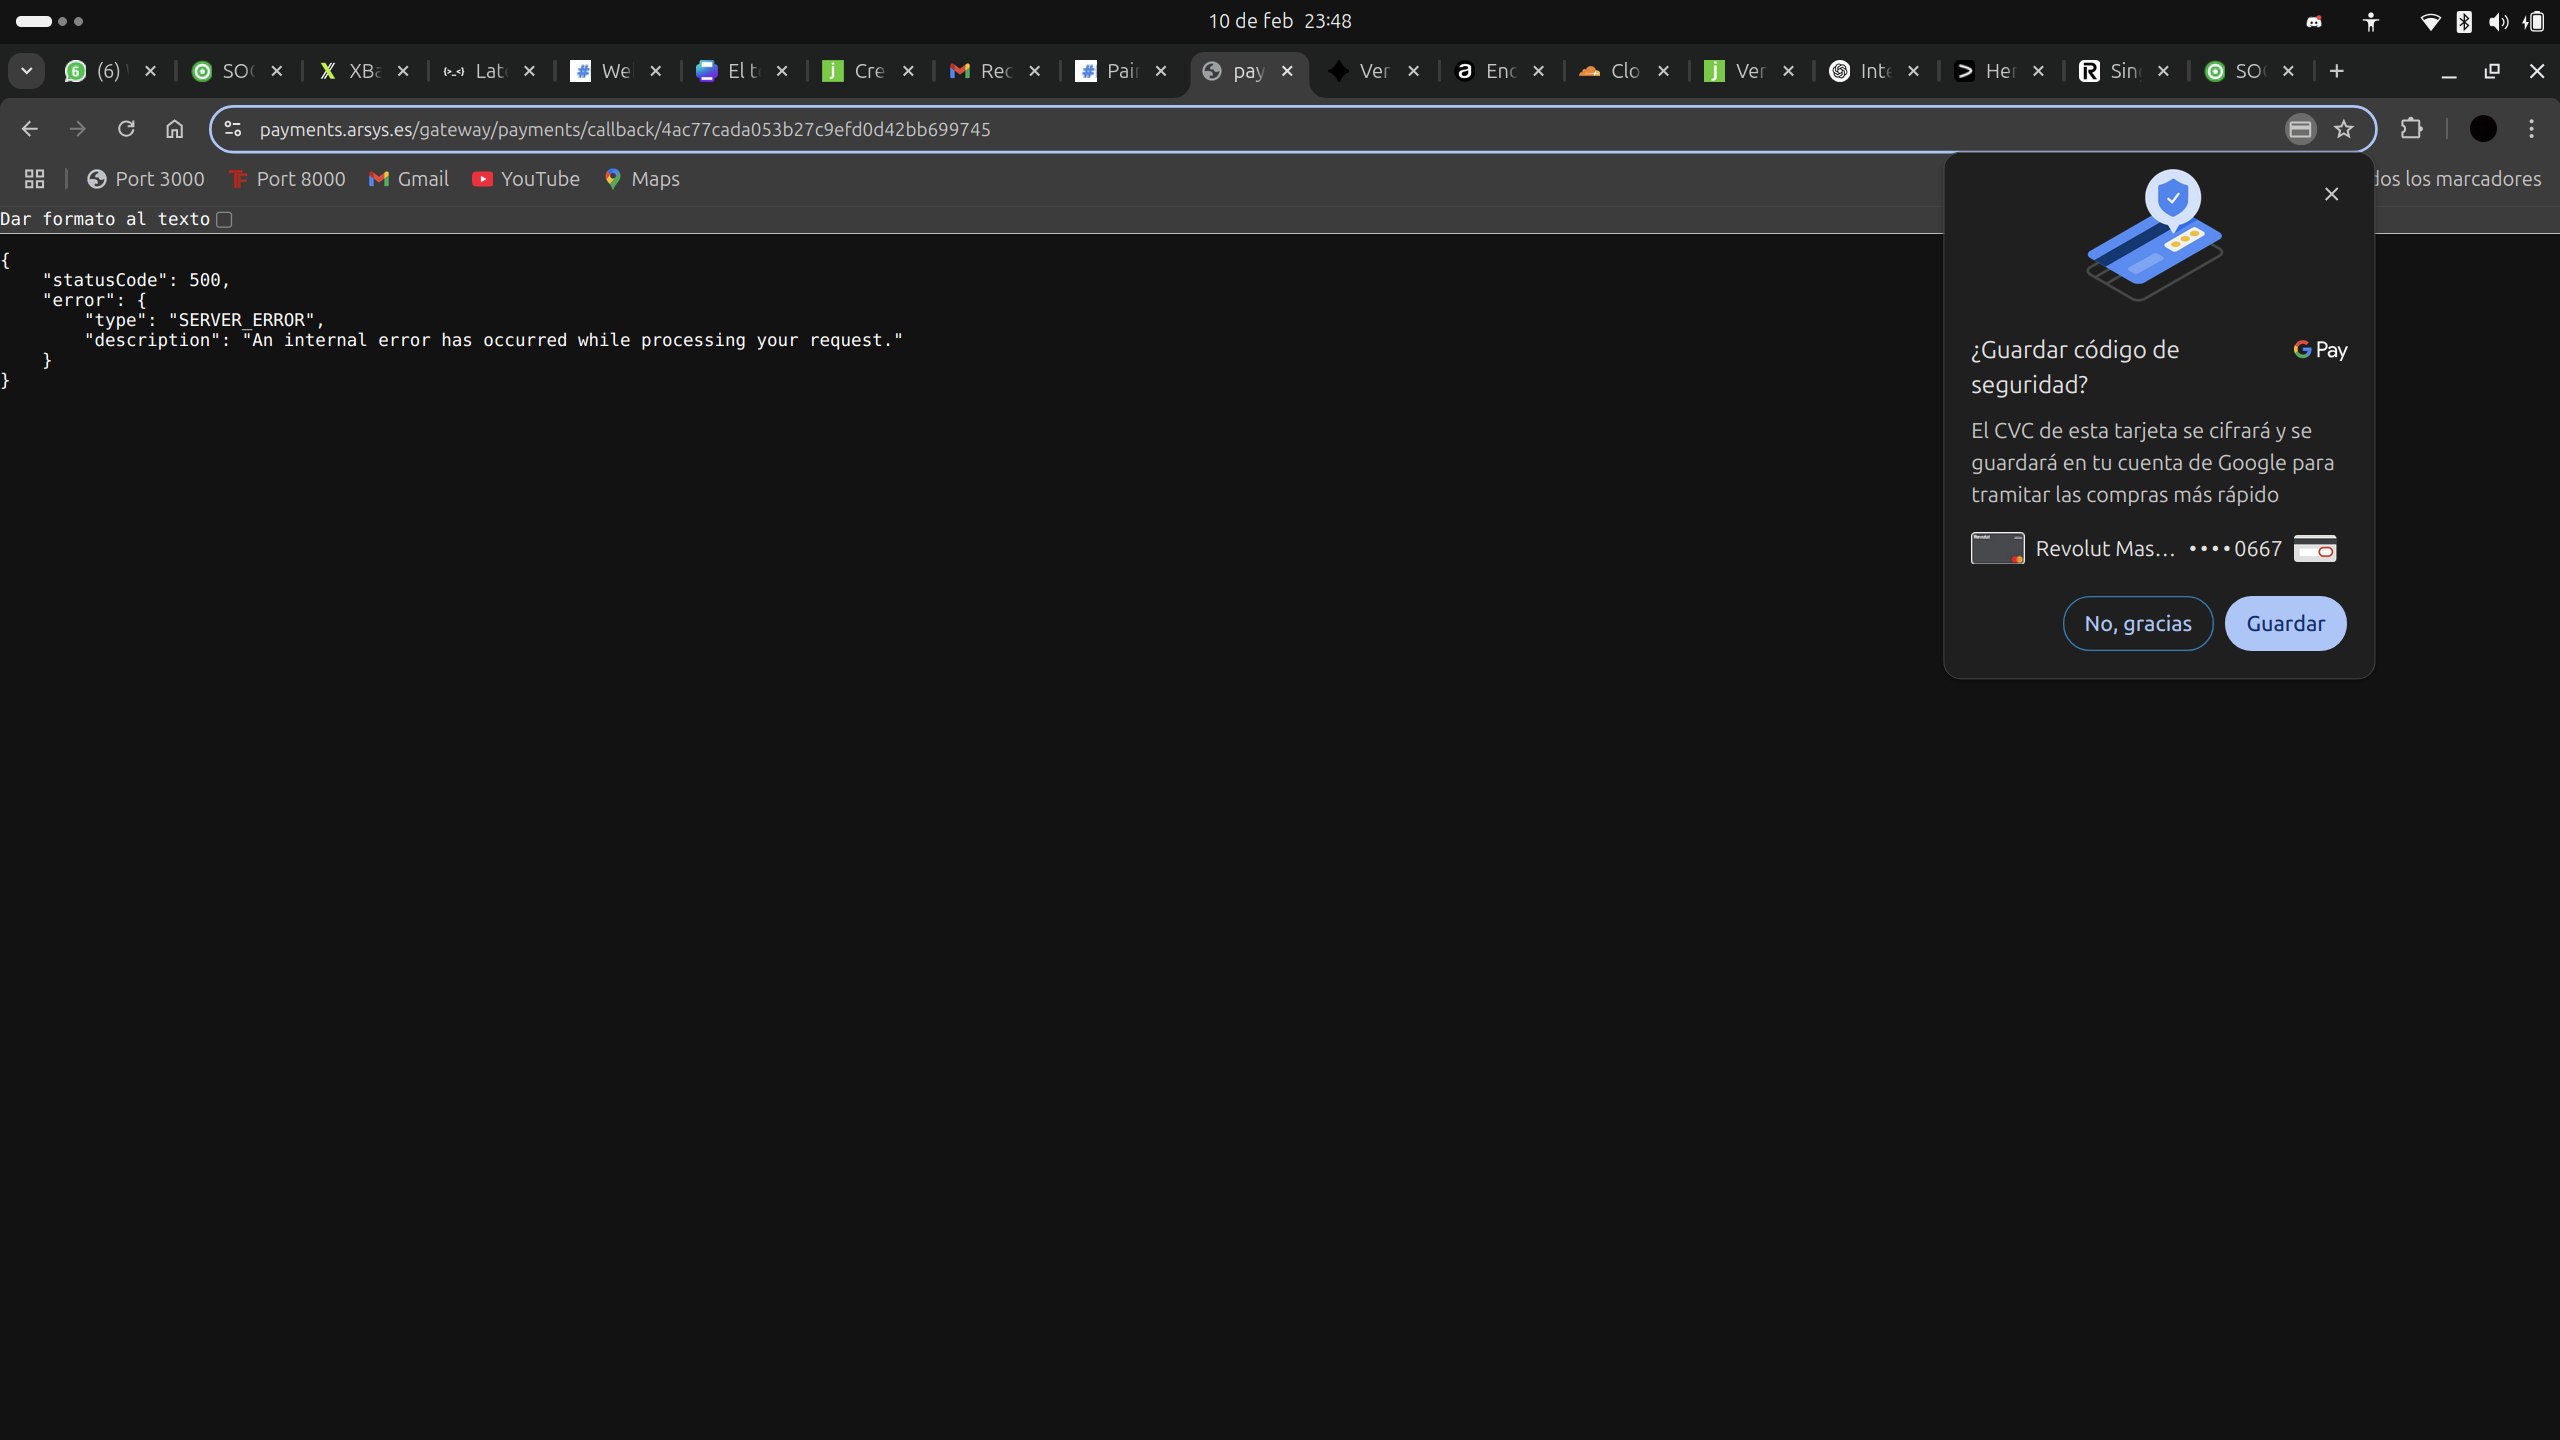 10 de feb 23:48
(6) SO XBa Lat We El t Cre Rec Pair pay Ver Enc Clo Ver Inte Her Sin SO
payments.arsys.es/gateway/payments/callback/4ac77cada053b27c9efd0d42bb699745
Port 3000 Port 8000 Gmail YouTube Maps dos los marcadores
Dar formato al texto
{
    "statusCode": 500,
    "error": {
        "type": "SERVER_ERROR",
        "description": "An internal error has occurred while processing your request."
    }
}
¿Guardar código de
seguridad?
G Pay
El CVC de esta tarjeta se cifrará y se
guardará en tu cuenta de Google para
tramitar las compras más rápido
Revolut Mas… ••••0667
No, gracias Guardar